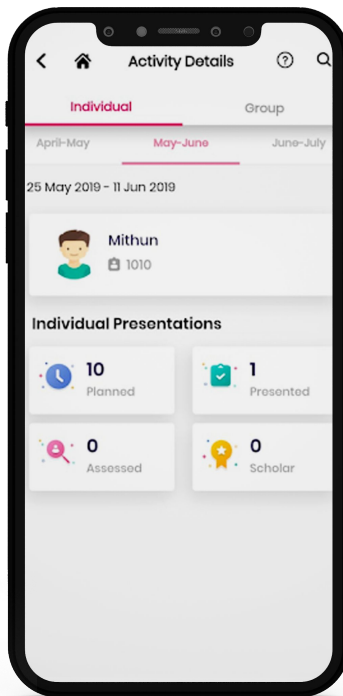 Activity Details
Individual Group
April-May May-June June-July
25 May 2019 - 11 Jun 2019
Mithun
1010
Individual Presentations
10 1
Planned Presented
0 0
Assessed Scholar